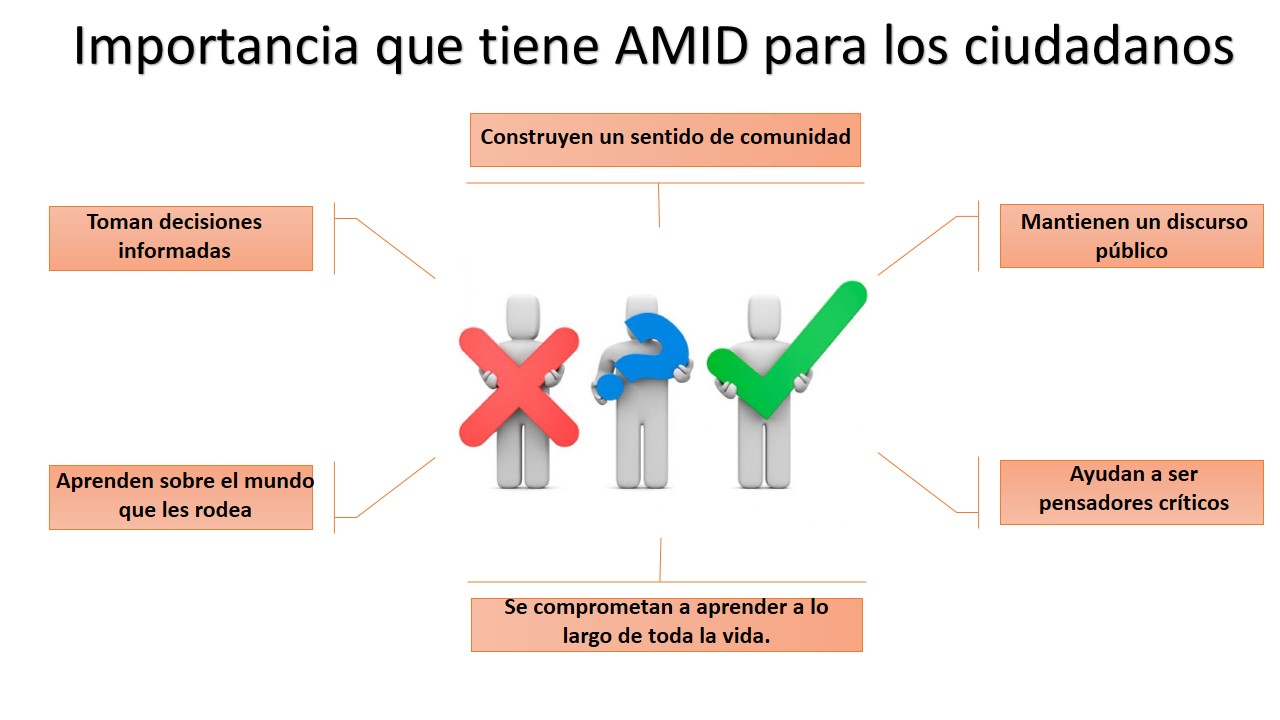 Importancia que tiene AMID para los ciudadanos
Construyen un sentido de comunidad
Toman decisiones
informadas
Mantienen un discurso
público
Aprenden sobre el mundo
que les rodea
Ayudan a ser
pensadores críticos
Se comprometan a aprender a lo
largo de toda la vida.